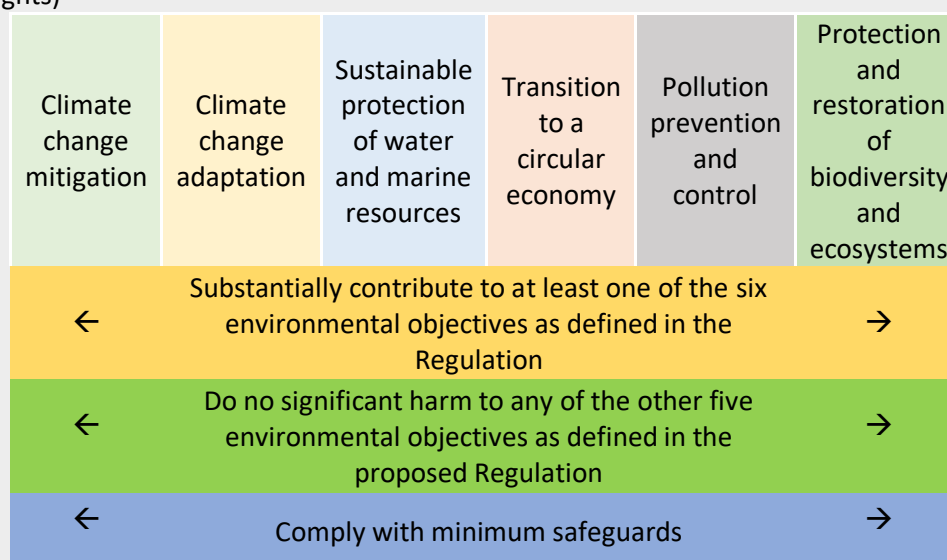 ghts)
Climate
change
mitigation
Climate
change
adaptation
Sustainable
protection
of water
and marine
resources
Transition
to a
circular
economy
Pollution
prevention
and
control
Protection
and
restoration
of
biodiversity
and
ecosystems
← Substantially contribute to at least one of the six →
environmental objectives as defined in the
Regulation
← Do no significant harm to any of the other five →
environmental objectives as defined in the
proposed Regulation
← Comply with minimum safeguards →